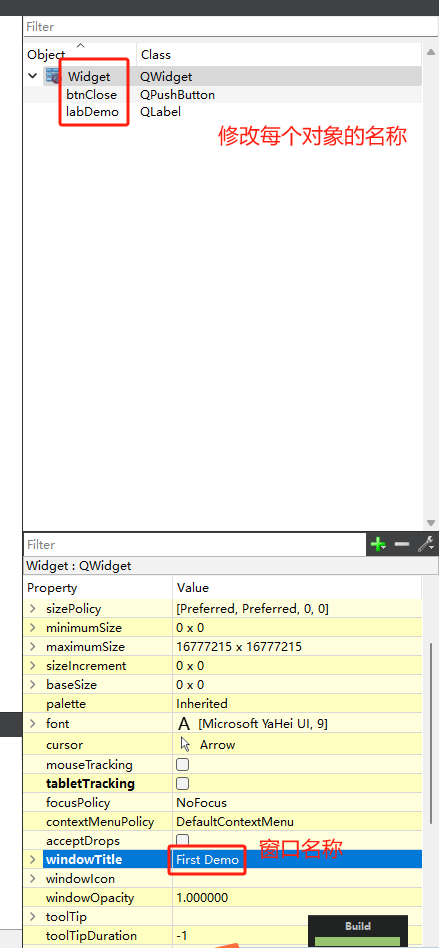 Filter
Object Class
Widget QWidget
btnClose QPushButton
labDemo QLabel
修改每个对象的名称
Filter
Widget : QWidget
Property Value
sizePolicy [Preferred, Preferred, 0, 0]
minimumSize 0 x 0
maximumSize 16777215 x 16777215
sizeIncrement 0 x 0
baseSize 0 x 0
palette Inherited
font A [Microsoft YaHei UI, 9]
cursor Arrow
mouseTracking
tabletTracking
focusPolicy NoFocus
contextMenuPolicy DefaultContextMenu
acceptDrops
窗口名称
windowTitle First Demo
windowIcon
windowOpacity 1.000000
toolTip
Build
toolTipDuration -1